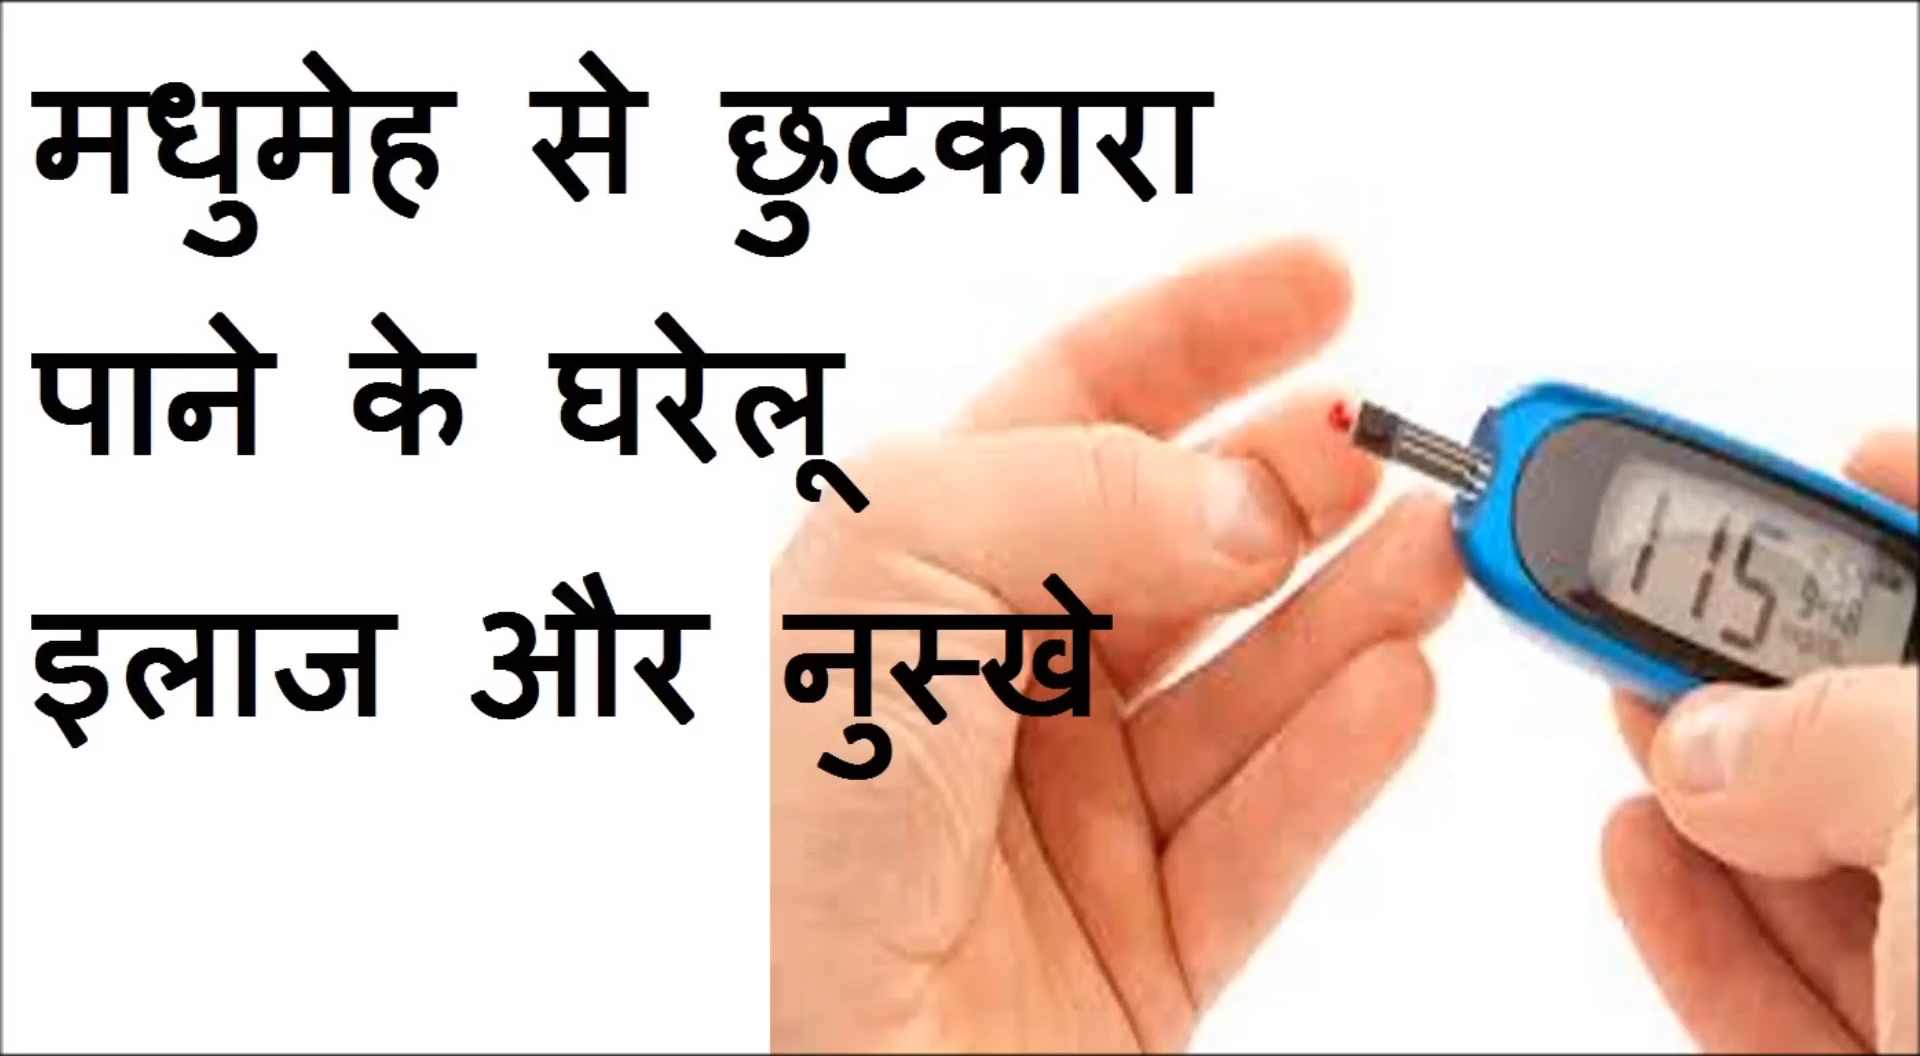 मधुमेह से छुटकारा
पाने के घरेलू
इलाज और नुस्खे
115